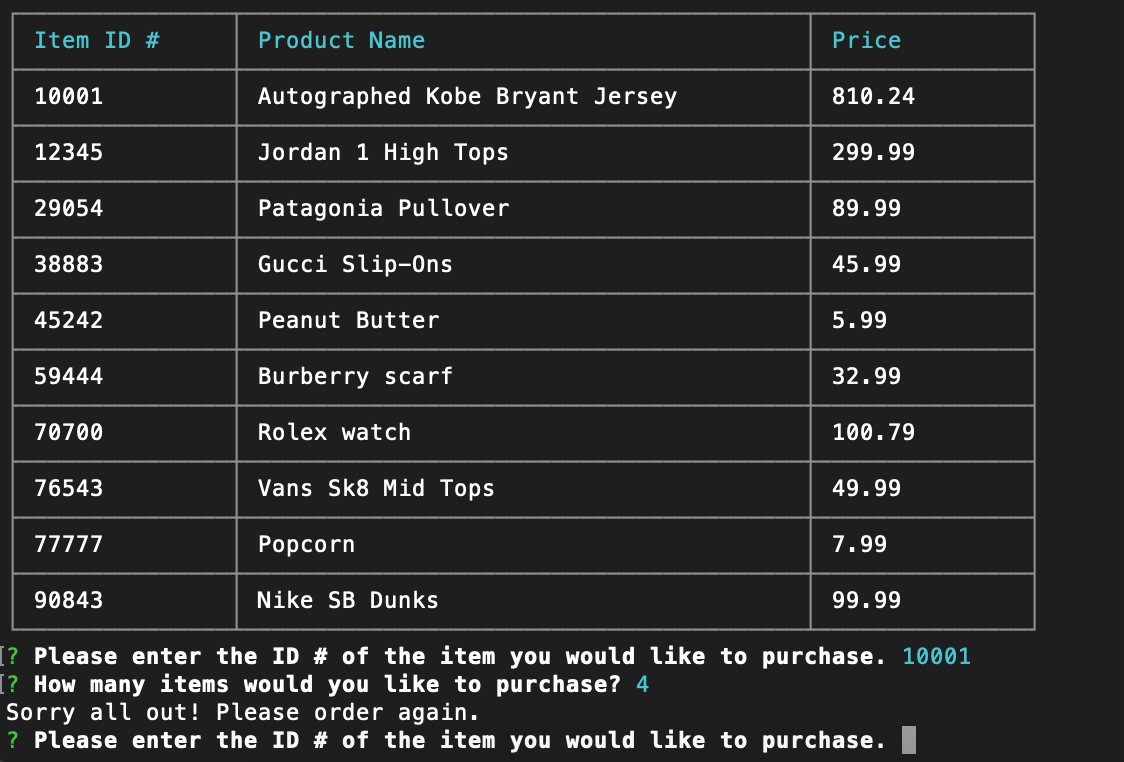 Item ID # Product Name Price
10001 Autographed Kobe Bryant Jersey 810.24
12345 Jordan 1 High Tops 299.99
29054 Patagonia Pullover 89.99
38883 Gucci Slip-Ons 45.99
45242 Peanut Butter 5.99
59444 Burberry scarf 32.99
70700 Rolex watch 100.79
76543 Vans Sk8 Mid Tops 49.99
77777 Popcorn 7.99
90843 Nike SB Dunks 99.99
[? Please enter the ID # of the item you would like to purchase. 10001
[? How many items would you like to purchase? 4
Sorry all out! Please order again.
? Please enter the ID # of the item you would like to purchase.